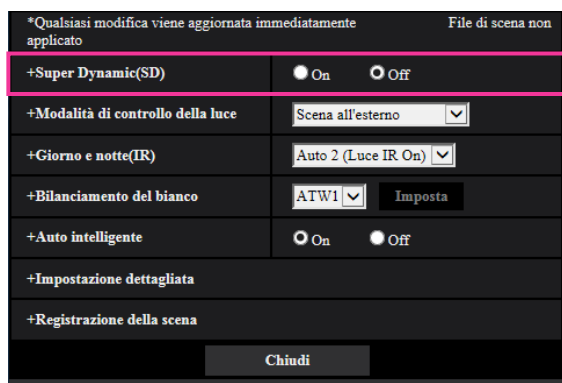 *Qualsiasi modifica viene aggiornata immediatamente File di scena non
applicato
+Super Dynamic(SD) On Off
+Modalità di controllo della luce Scena all'esterno
+Giorno e notte(IR) Auto 2 (Luce IR On)
+Bilanciamento del bianco ATW1 Imposta
+Auto intelligente On Off
+Impostazione dettagliata
+Registrazione della scena
Chiudi